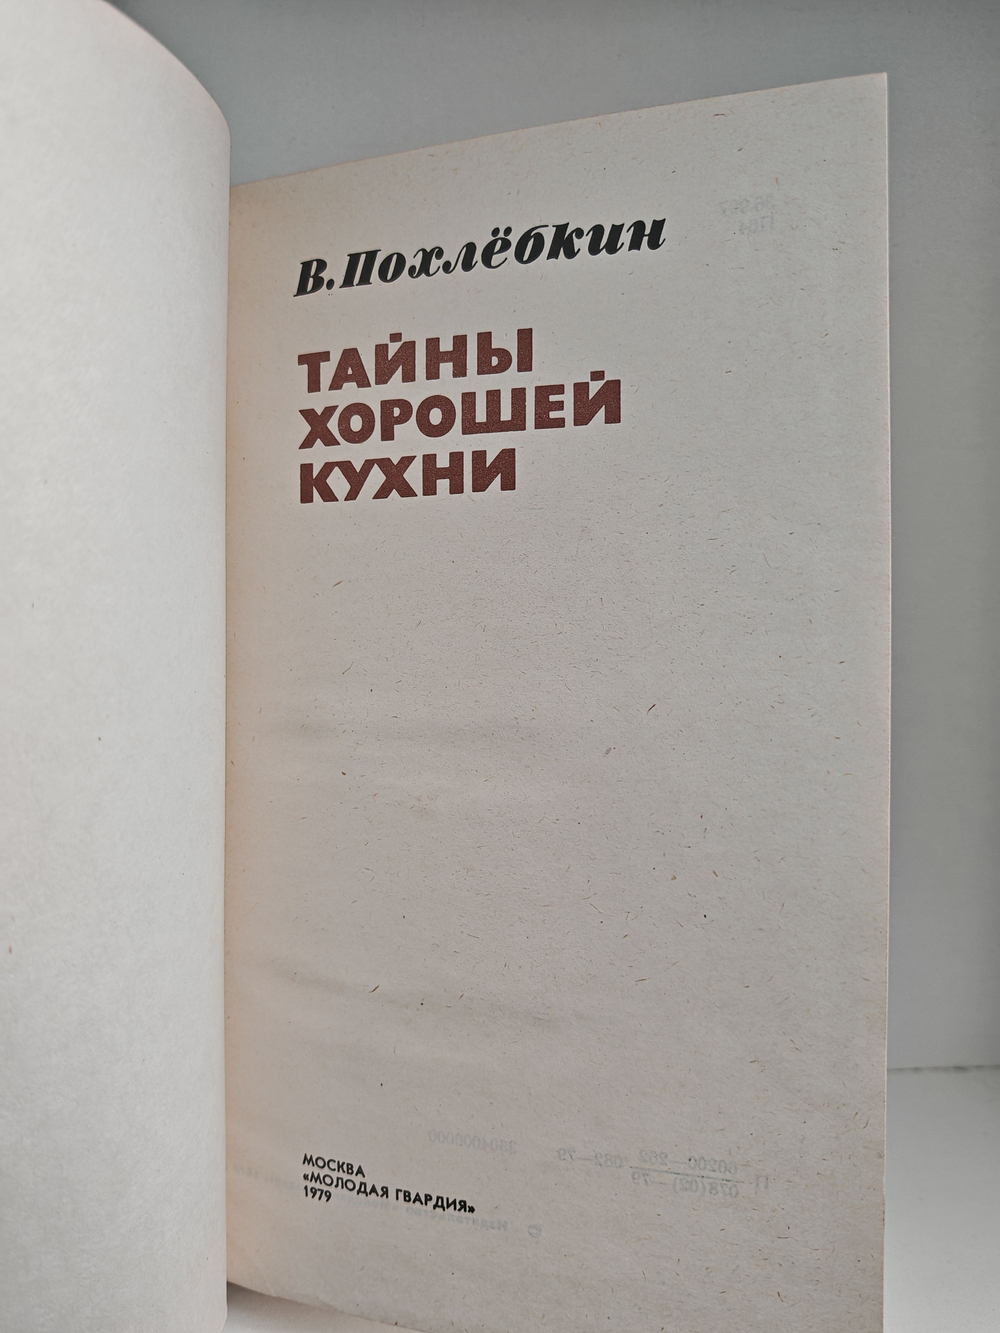 В. Похлёбкин
ТАЙНЫ
ХОРОШЕЙ
КУХНИ
МОСКВА
«МОЛОДАЯ ГВАРДИЯ»
1979